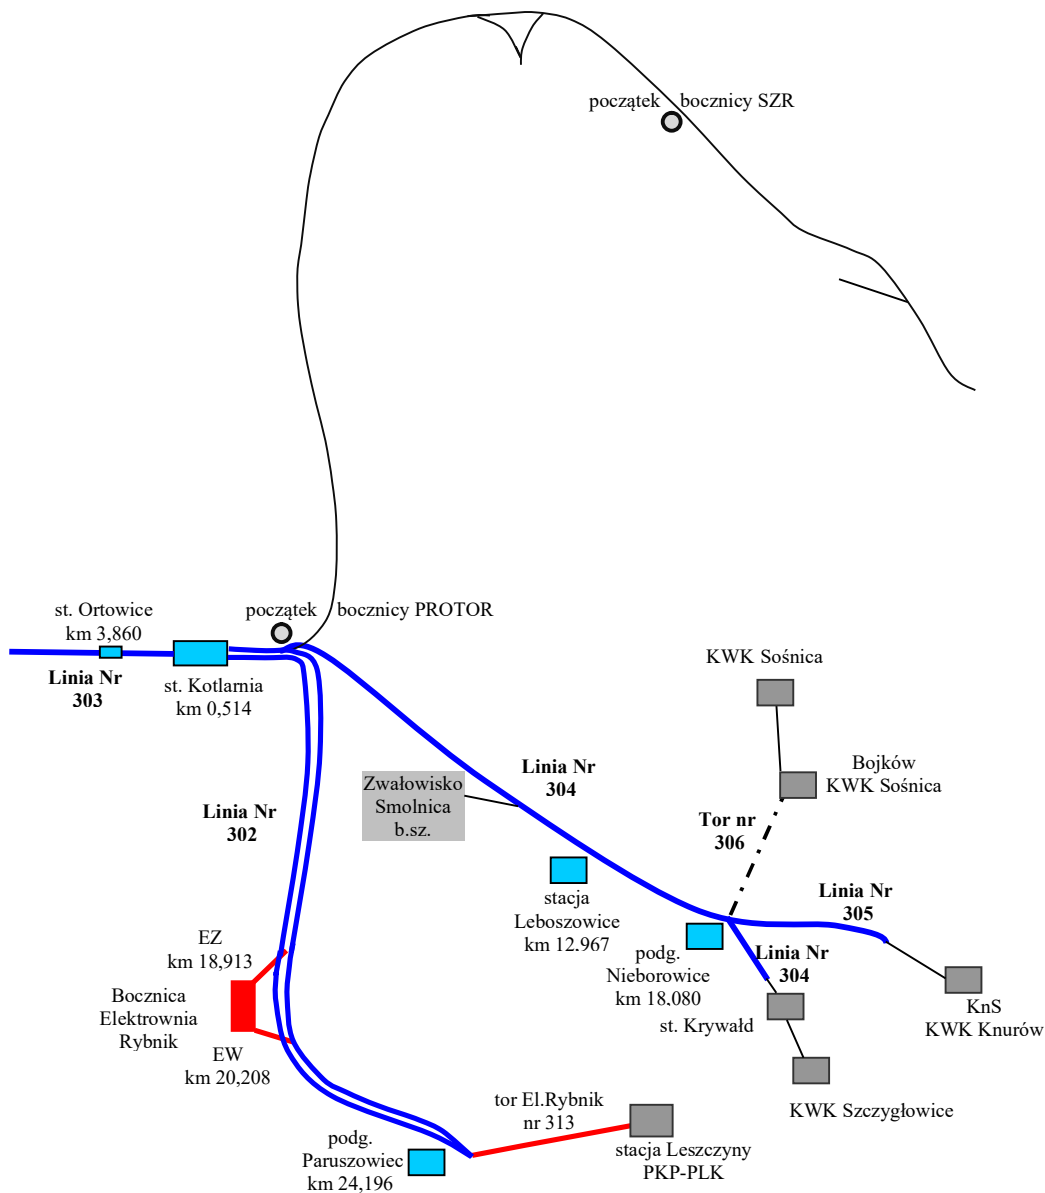 początek bocznicy SZR
st. Ortowice
km 3,860
początek bocznicy PROTOR
Linia Nr
303
st. Kotlarnia
km 0,514
KWK Sośnica
Linia Nr
304
Bojków
KWK Sośnica
Zwałowisko
Smolnica
b.sz.
Linia Nr
302
Tor nr
306
Linia Nr
305
stacja
Leboszowice
km 12.967
EZ
km 18,913
podg.
Nieborowice
km 18,080
Linia Nr
304
Bocznica
Elektrownia
Rybnik
st. Krywałd
KnS
KWK Knurów
EW
km 20,208
KWK Szczygłowice
tor El.Rybnik
nr 313
podg.
Paruszowiec
km 24,196
stacja Leszczyny
PKP-PLK